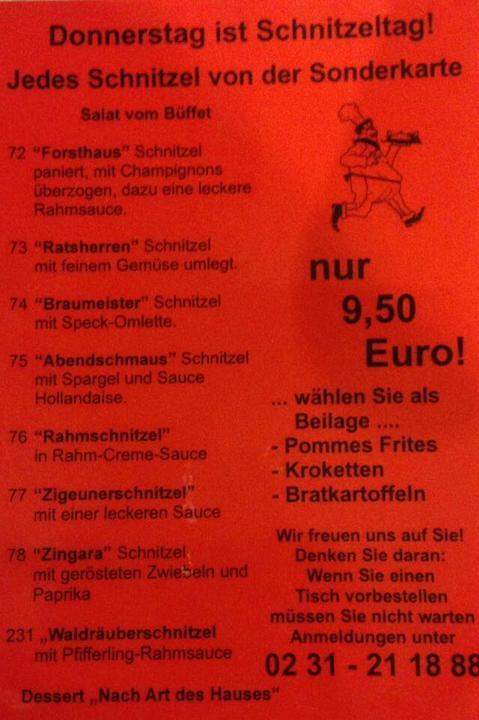 Donnerstag ist Schnitzeltag!
Jedes Schnitzel von der Sonderkarte
Salat vom Büffet
72 "Forsthaus" Schnitzel
paniert, mit Champignons
überzogen, dazu eine leckere
Rahmsauce.
73 "Ratsherren" Schnitzel
mit feinem Gemüse umlegt.
74 "Braumeister" Schnitzel
mit Speck-Omlette.
75 "Abendschmaus" Schnitzel
mit Spargel und Sauce
Hollandaise.
76 "Rahmschnitzel"
in Rahm-Creme-Sauce
77 "Zigeunerschnitzel"
mit einer leckeren Sauce
78 "Zingara" Schnitzel
mit gerösteten Zwiebeln und
Paprika
231 „Waldräuberschnitzel
mit Pfifferling-Rahmsauce
Dessert „Nach Art des Hauses"
nur
9,50
Euro!
... wählen Sie als
Beilage ....
- Pommes Frites
- Kroketten
- Bratkartoffeln
Wir freuen uns auf Sie!
Denken Sie daran:
Wenn Sie einen
Tisch vorbestellen
müssen Sie nicht warten
Anmeldungen unter
02 31 - 21 18 88